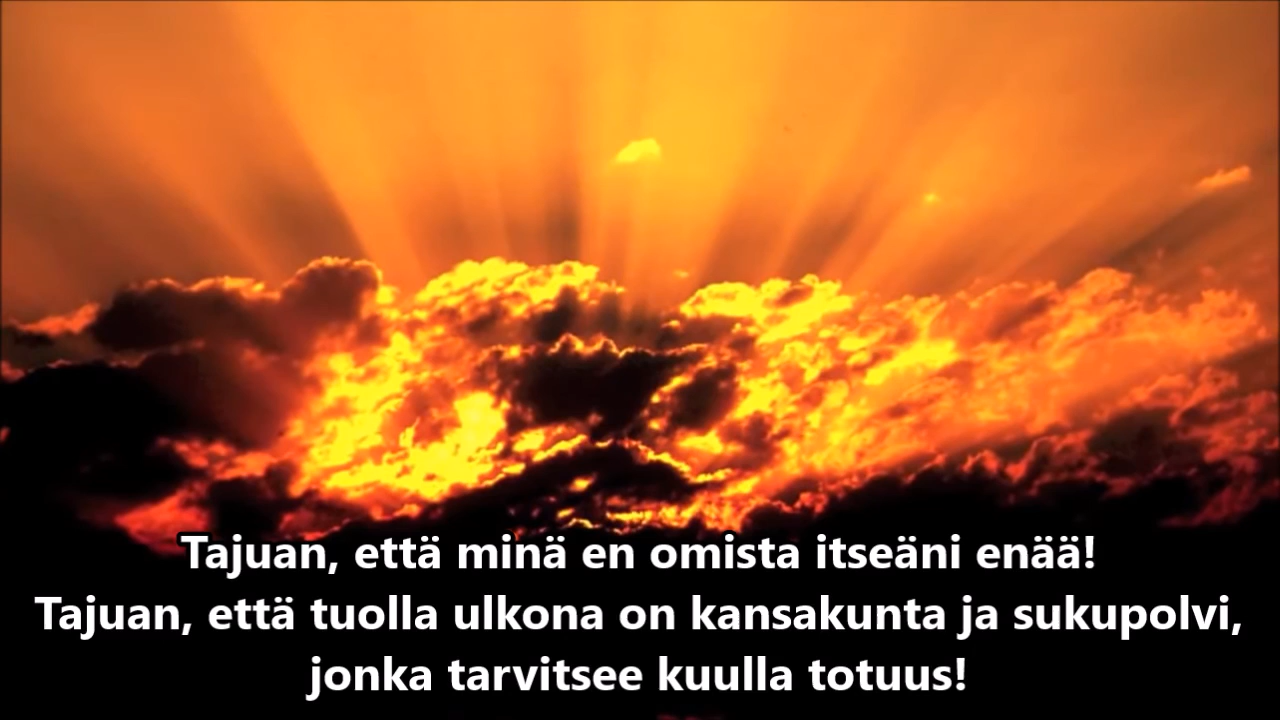 Tajuan, että minä en omista itseäni enää!
Tajuan, että tuolla ulkona on kansakunta ja sukupolvi,
jonka tarvitsee kuulla totuus!